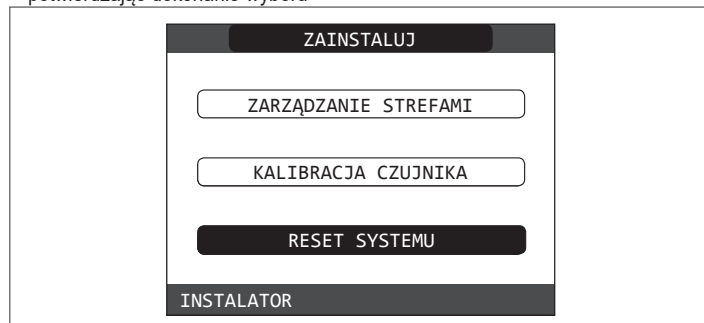 potwierdzając dokonanie wyboru
ZAINSTALUJ
ZARZĄDZANIE STREFAMI
KALIBRACJA CZUJNIKA
RESET SYSTEMU
INSTALATOR